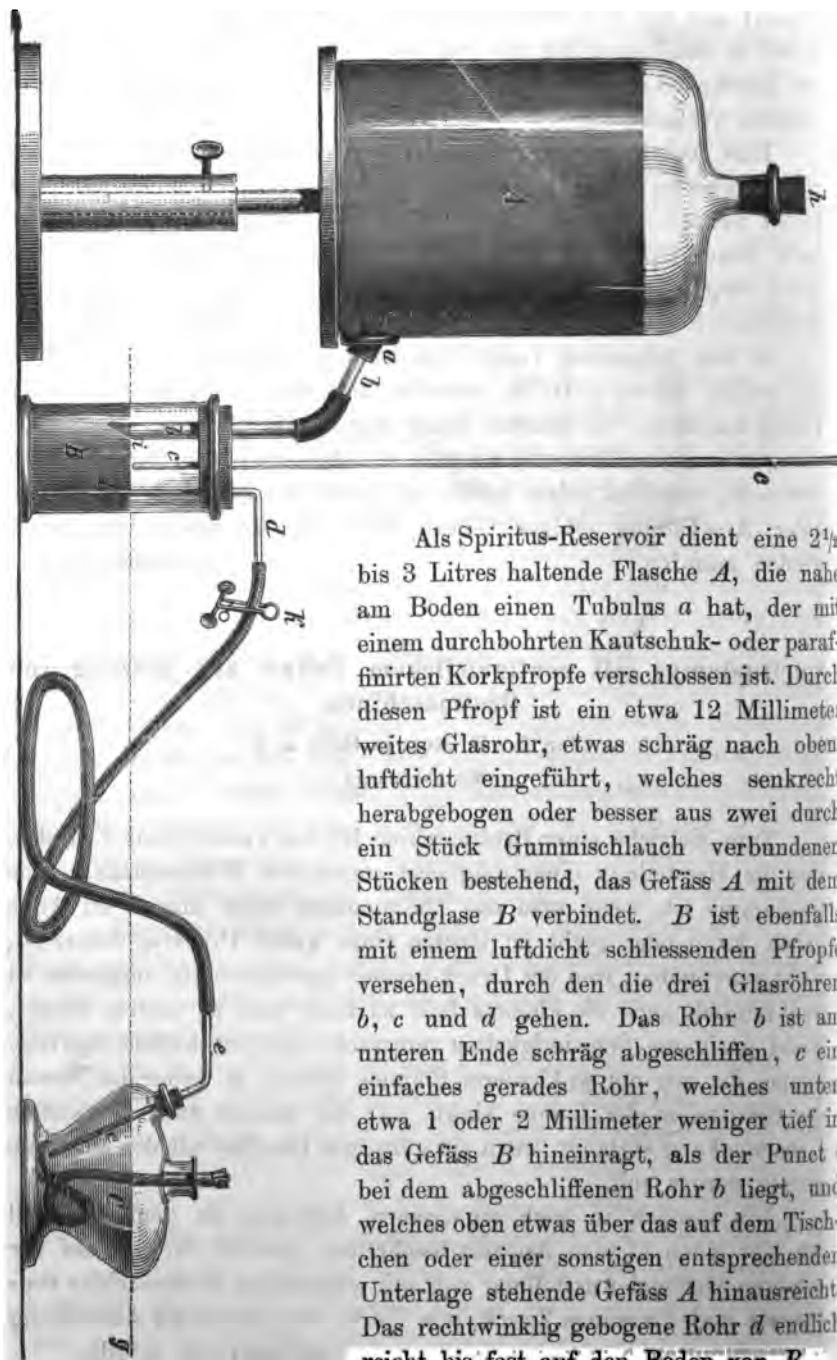 h
A
a
b
b
i
c
B
d
c
d
k
e
C
g
Als Spiritus-Reservoir dient eine 2½
bis 3 Litres haltende Flasche A, die nahe
am Boden einen Tubulus a hat, der mit
einem durchbohrten Kautschuk- oder paraf-
finirten Korkpfropfe verschlossen ist. Durch
diesen Pfropf ist ein etwa 12 Millimeter
weites Glasrohr, etwas schräg nach oben
luftdicht eingeführt, welches senkrecht
herabgebogen oder besser aus zwei durch
ein Stück Gummischlauch verbundenen
Stücken bestehend, das Gefäss A mit dem
Standglase B verbindet. B ist ebenfalls
mit einem luftdicht schliessenden Pfropfe
versehen, durch den die drei Glasröhren
b, c und d gehen. Das Rohr b ist am
unteren Ende schräg abgeschliffen, c ein
einfaches gerades Rohr, welches unten
etwa 1 oder 2 Millimeter weniger tief in
das Gefäss B hineinragt, als der Punct
bei dem abgeschliffenen Rohr b liegt, und
welches oben etwas über das auf dem Tisch-
chen oder einer sonstigen entsprechenden
Unterlage stehende Gefäss A hinausreicht.
Das rechtwinklig gebogene Rohr d endlich
reicht bis fest auf den Boden von B